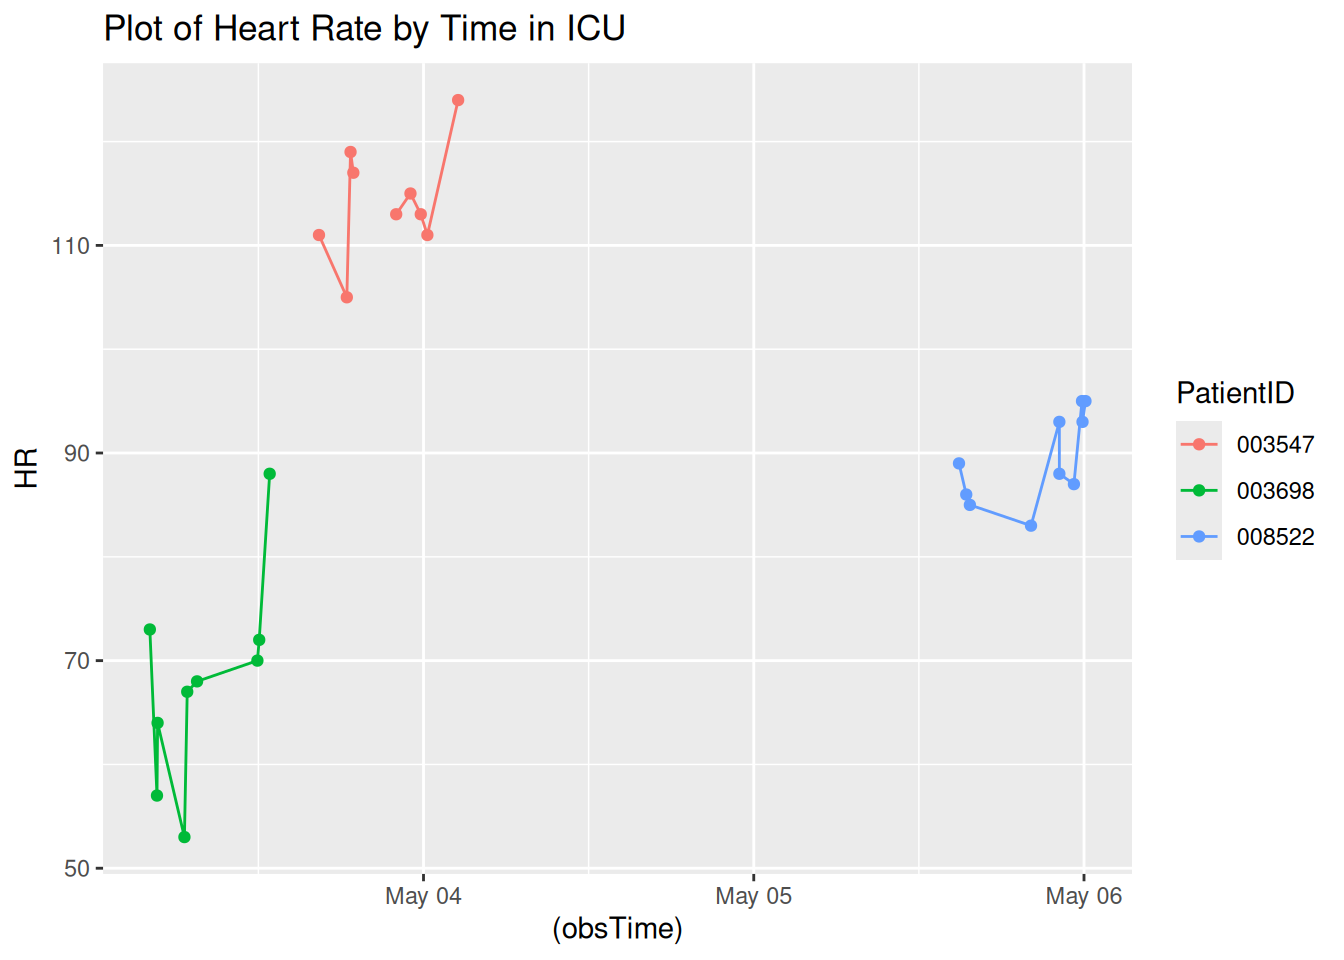 Plot of Heart Rate by Time in ICU
HR
110
90
70
50
May 04
May 05
May 06
(obsTime)
PatientID
003547
003698
008522